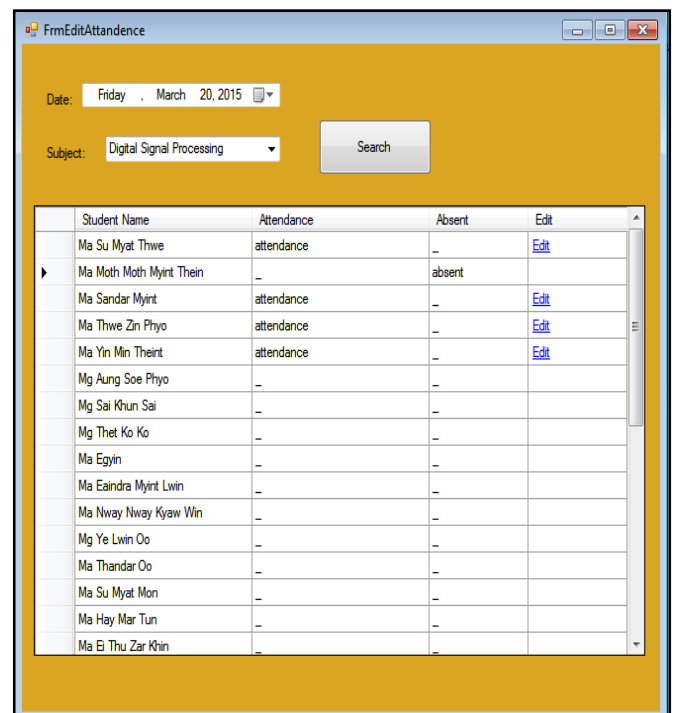 FrmEditAttandence
Date: Friday , March 20, 2015
Subject: Digital Signal Processing Search
Student Name Attendance Absent Edit
Ma Su Myat Thwe attendance _ Edit
Ma Moth Moth Myint Thein _ absent
Ma Sandar Myint attendance _ Edit
Ma Thwe Zin Phyo attendance _ Edit
Ma Yin Min Theint attendance _ Edit
Mg Aung Soe Phyo _ _
Mg Sai Khun Sai _ _
Mg Thet Ko Ko _ _
Ma Egyin _ _
Ma Eaindra Myint Lwin _ _
Ma Nway Nway Kyaw Win _ _
Mg Ye Lwin Oo _ _
Ma Thandar Oo _ _
Ma Su Myat Mon _ _
Ma Hay Mar Tun _ _
Ma Ei Thu Zar Khin _ _